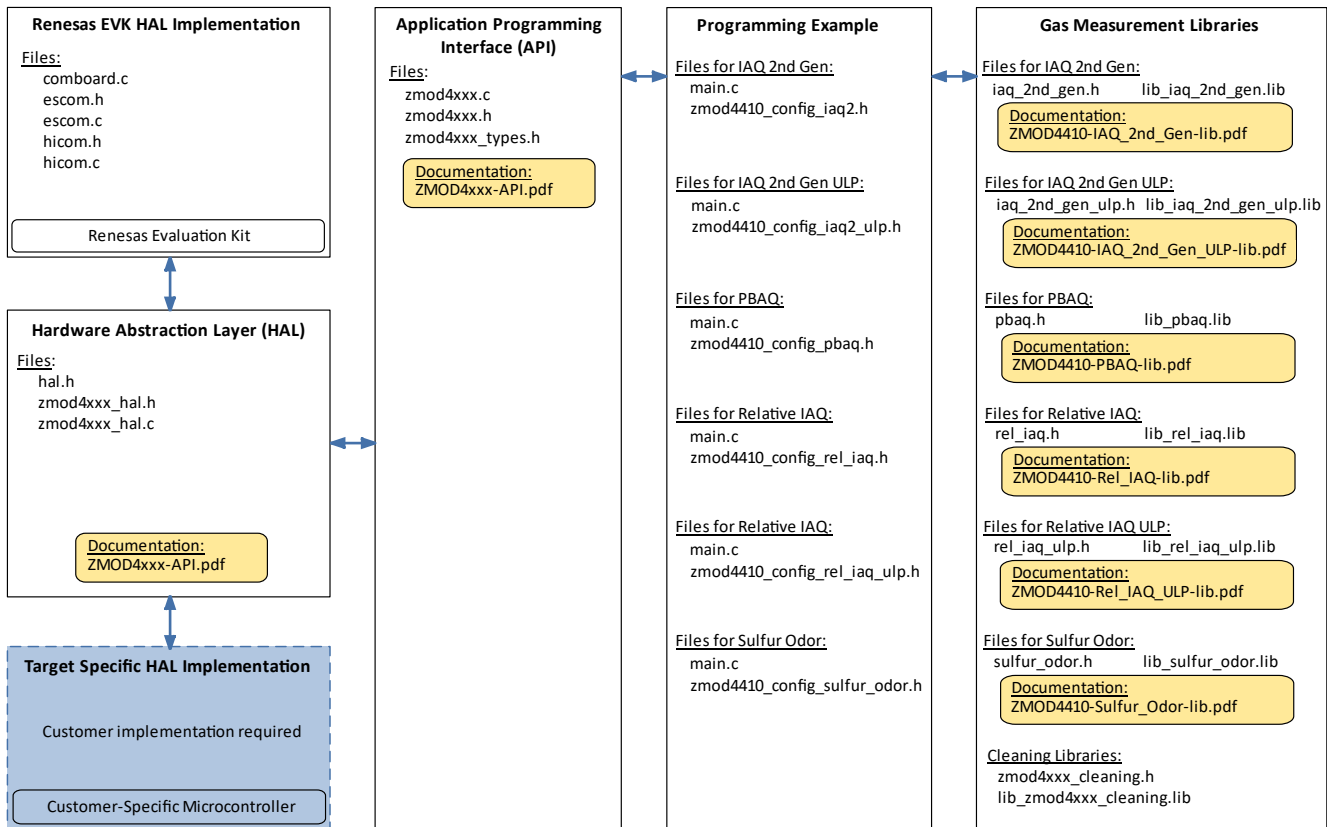 Renesas EVK HAL Implementation
Files:
comboard.c
escom.h
escom.c
hicom.h
hicom.c
Renesas Evaluation Kit
Hardware Abstraction Layer (HAL)
Files:
hal.h
zmod4xxx_hal.h
zmod4xxx_hal.c
Documentation:
ZMOD4xxx-API.pdf
Target Specific HAL Implementation
Customer implementation required
Customer-Specific Microcontroller
Application Programming
Interface (API)
Files:
zmod4xxx.c
zmod4xxx.h
zmod4xxx_types.h
Documentation:
ZMOD4xxx-API.pdf
Programming Example
Files for IAQ 2nd Gen:
main.c
zmod4410_config_iaq2.h
Files for IAQ 2nd Gen ULP:
main.c
zmod4410_config_iaq2_ulp.h
Files for PBAQ:
main.c
zmod4410_config_pbaq.h
Files for Relative IAQ:
main.c
zmod4410_config_rel_iaq.h
Files for Relative IAQ:
main.c
zmod4410_config_rel_iaq_ulp.h
Files for Sulfur Odor:
main.c
zmod4410_config_sulfur_odor.h
Gas Measurement Libraries
Files for IAQ 2nd Gen:
iaq_2nd_gen.h lib_iaq_2nd_gen.lib
Documentation:
ZMOD4410-IAQ_2nd_Gen-lib.pdf
Files for IAQ 2nd Gen ULP:
iaq_2nd_gen_ulp.h lib_iaq_2nd_gen_ulp.lib
Documentation:
ZMOD4410-IAQ_2nd_Gen_ULP-lib.pdf
Files for PBAQ:
pbaq.h lib_pbaq.lib
Documentation:
ZMOD4410-PBAQ-lib.pdf
Files for Relative IAQ:
rel_iaq.h lib_rel_iaq.lib
Documentation:
ZMOD4410-Rel_IAQ-lib.pdf
Files for Relative IAQ ULP:
rel_iaq_ulp.h lib_rel_iaq_ulp.lib
Documentation:
ZMOD4410-Rel_IAQ_ULP-lib.pdf
Files for Sulfur Odor:
sulfur_odor.h lib_sulfur_odor.lib
Documentation:
ZMOD4410-Sulfur_Odor-lib.pdf
Cleaning Libraries:
zmod4xxx_cleaning.h
lib_zmod4xxx_cleaning.lib